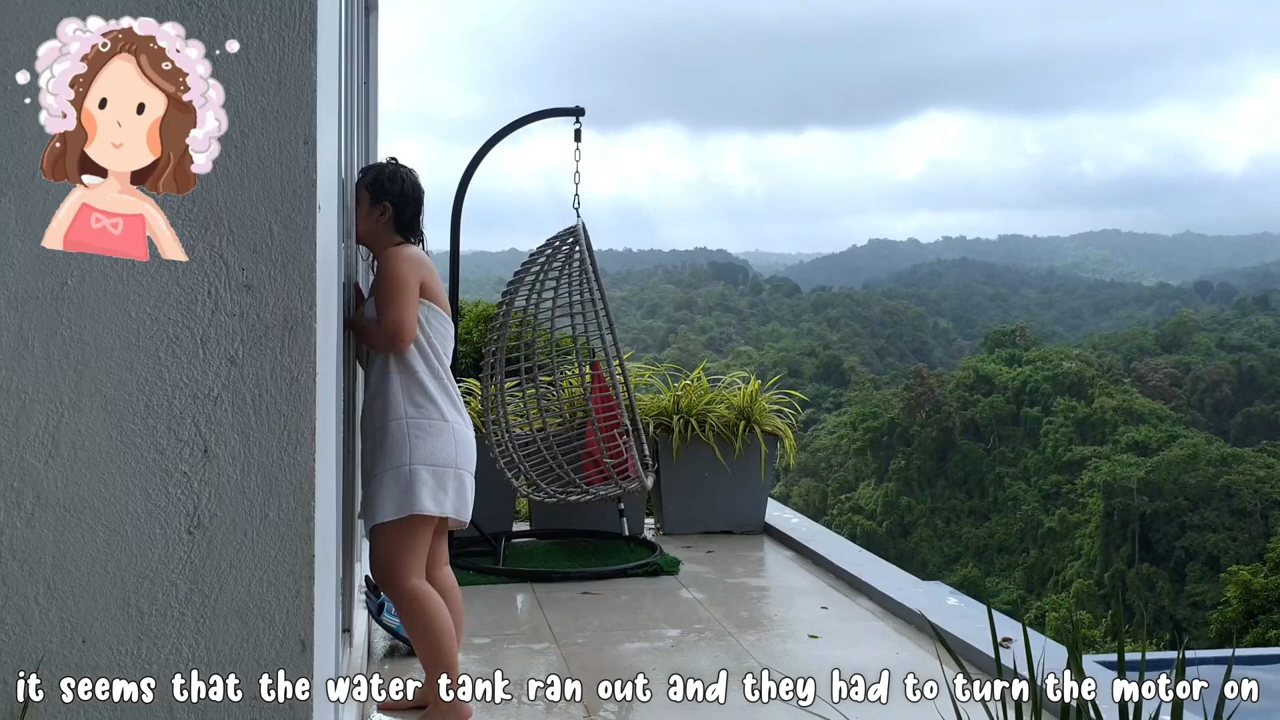 it seems that the water tank ran out and they had to turn the motor on